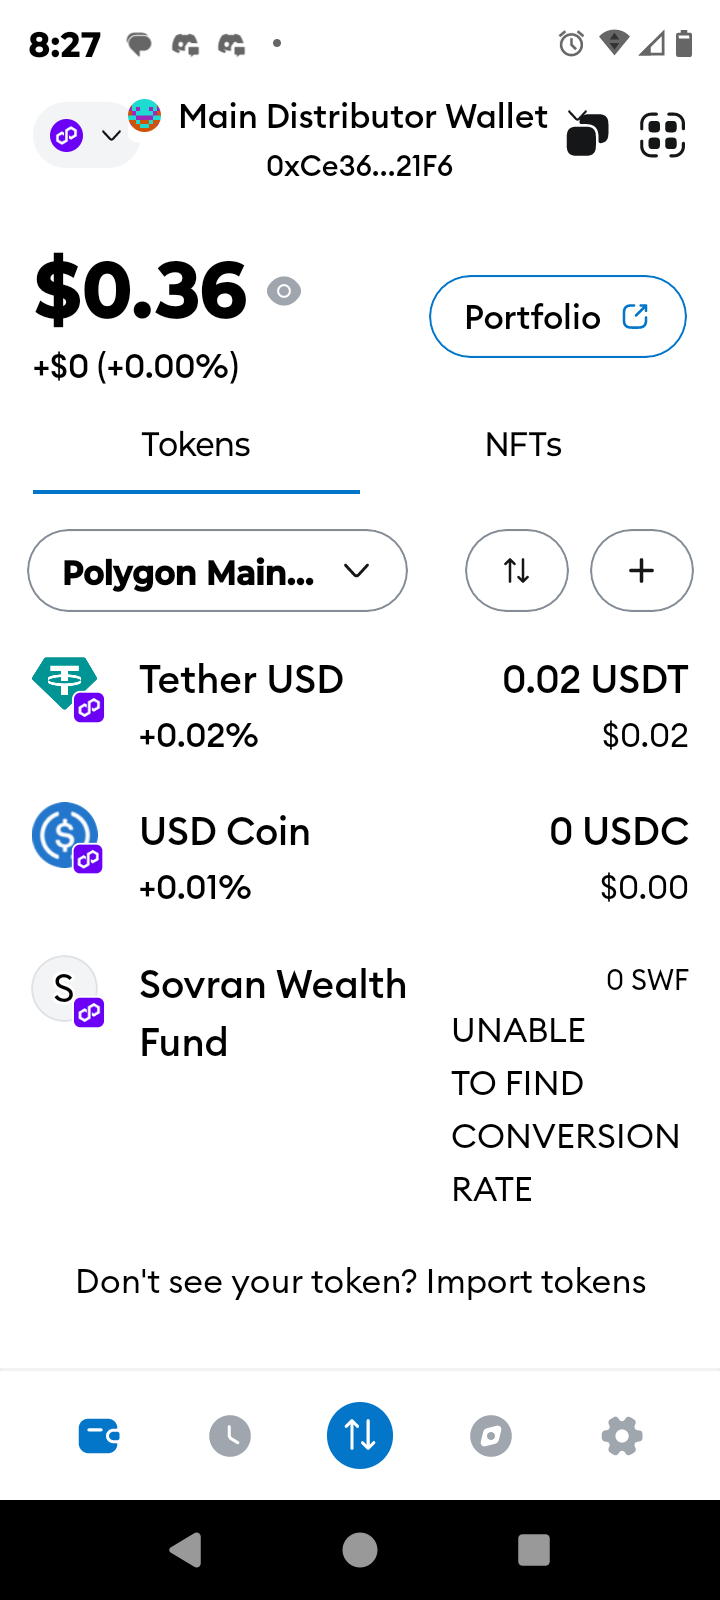 8:27
Main Distributor Wallet
0xCe36...21F6
$0.36
+$0 (+0.00%)
Portfolio
Tokens
NFTs
Polygon Main...
Tether USD
0.02 USDT
+0.02%
$0.02
USD Coin
0 USDC
+0.01%
$0.00
S
Sovran Wealth
Fund
0 SWF
UNABLE
TO FIND
CONVERSION
RATE
Don't see your token? Import tokens